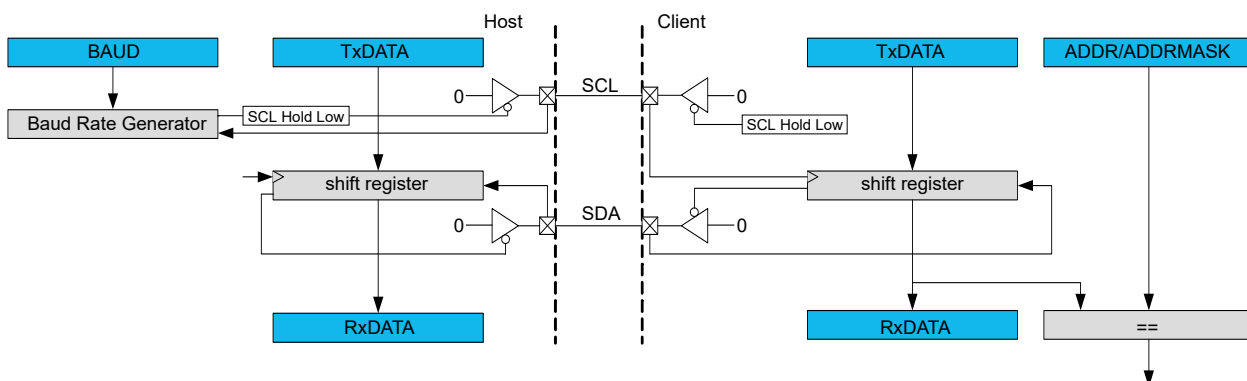 Host Client
BAUD TxDATA TxDATA ADDR/ADDRMASK
SCL
0 0
Baud Rate Generator SCL Hold Low SCL Hold Low
shift register shift register
SDA
0 0
RxDATA RxDATA ==